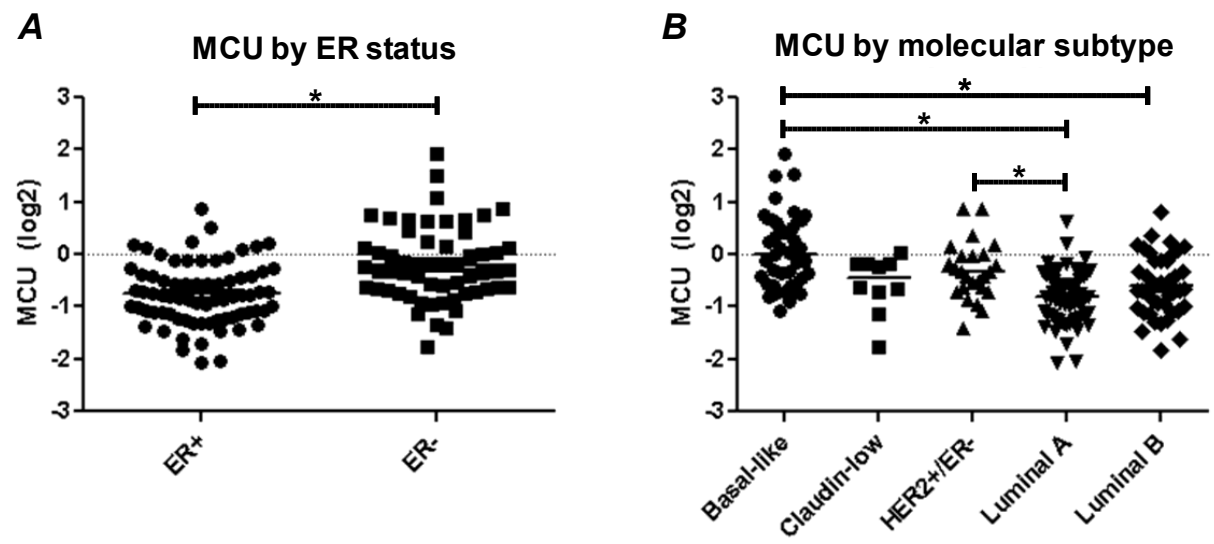 A
MCU by ER status
*
MCU (log2)
3
2
1
0
-1
-2
-3
ER+
ER-
B
MCU by molecular subtype
*
*
*
MCU (log2)
3
2
1
0
-1
-2
-3
Basal-like
Claudin-low
HER2+/ER-
Luminal A
Luminal B